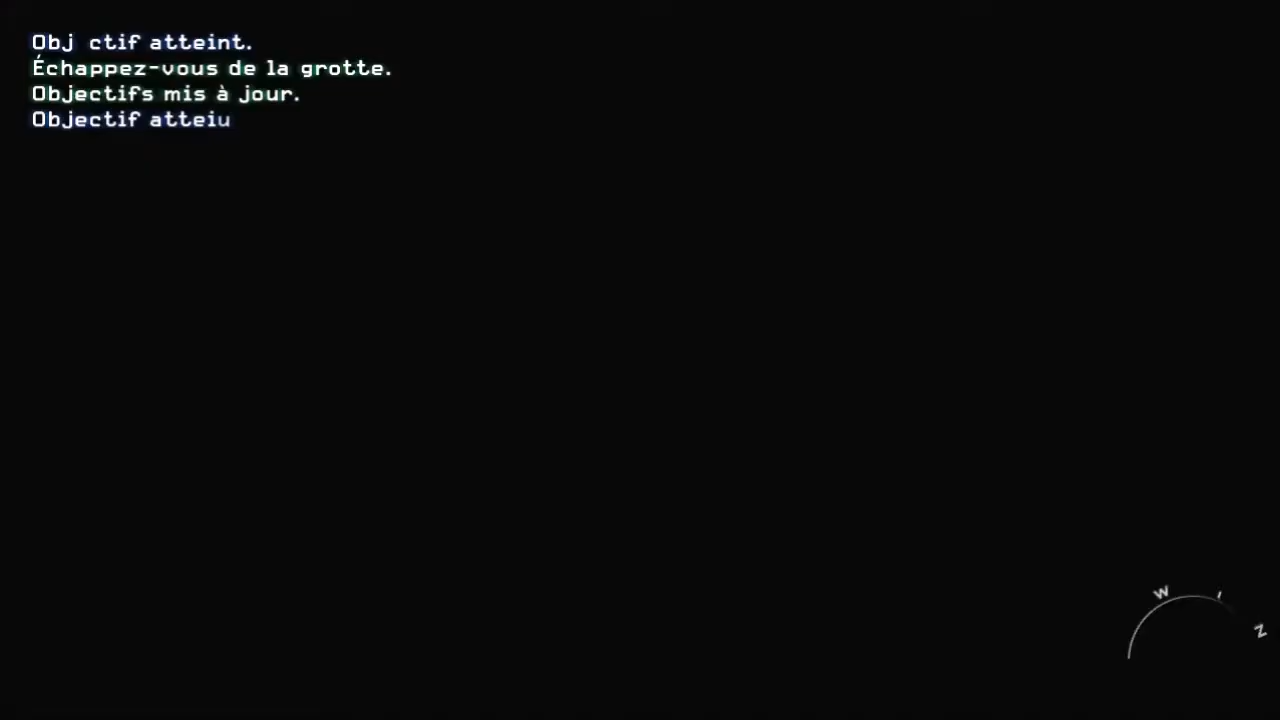 Obj ctif atteint.
Échappez-vous de la grotte.
Objectifs mis à jour.
Objectif atteiu
W
Z